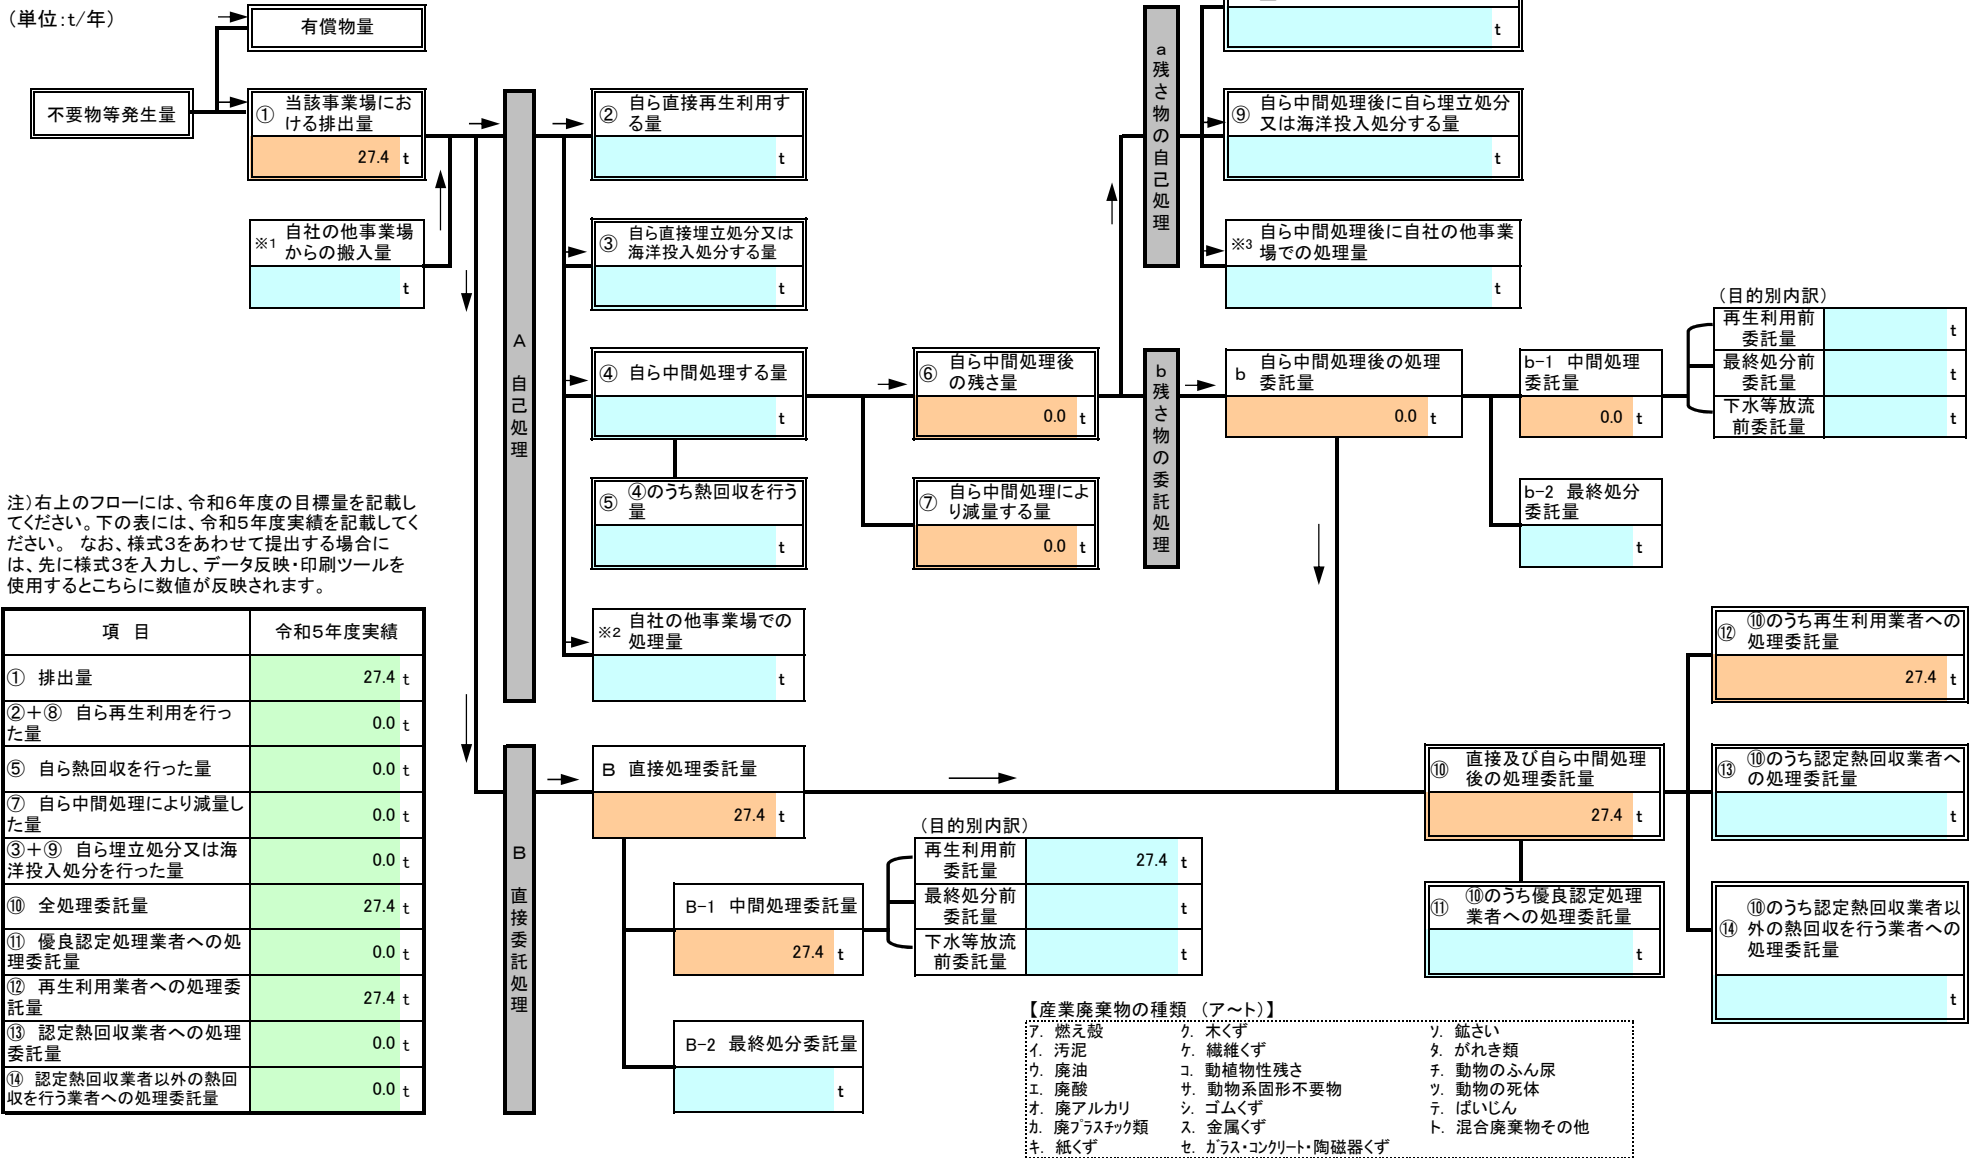 (単位:t/年)
有償物量
不要物等発生量
① 当該事業場にお
ける排出量
27.4 t
※1 自社の他事業場
からの搬入量
t
A 自己処理
② 自ら直接再生利用す
る量
t
③ 自ら直接埋立処分又は
海洋投入処分する量
t
④ 自ら中間処理する量
t
⑤ ④のうち熱回収を行う
量
t
※2 自社の他事業場での
処理量
t
⑥ 自ら中間処理後
の残さ量
0.0 t
⑦ 自ら中間処理によ
り減量する量
0.0 t
a残さ物の自己処理
t
⑨ 自ら中間処理後に自ら埋立処分
又は海洋投入処分する量
t
※3 自ら中間処理後に自社の他事業
場での処理量
t
b残さ物の委託処理
b 自ら中間処理後の処理
委託量
0.0 t
b-1 中間処理
委託量
0.0 t
(目的別内訳)
再生利用前
委託量 t
最終処分前
委託量 t
下水等放流
前委託量 t
b-2 最終処分
委託量
t
注)右上のフローには、令和6年度の目標量を記載し
てください。下の表には、令和5年度実績を記載してく
ださい。 なお、様式3をあわせて提出する場合に
は、先に様式3を入力し、データ反映・印刷ツールを
使用するとこちらに数値が反映されます。
項 目 令和5年度実績
① 排出量 27.4 t
②+⑧ 自ら再生利用を行っ
た量 0.0 t
⑤ 自ら熱回収を行った量 0.0 t
⑦ 自ら中間処理により減量し
た量 0.0 t
③+⑨ 自ら埋立処分又は海
洋投入処分を行った量 0.0 t
⑩ 全処理委託量 27.4 t
⑪ 優良認定処理業者への処
理委託量 0.0 t
⑫ 再生利用業者への処理委
託量 27.4 t
⑬ 認定熱回収業者への処理
委託量 0.0 t
⑭ 認定熱回収業者以外の熱回
収を行う業者への処理委託量 0.0 t
B 直接委託処理
B 直接処理委託量
27.4 t
B-1 中間処理委託量
27.4 t
(目的別内訳)
再生利用前
委託量 27.4 t
最終処分前
委託量 t
下水等放流
前委託量 t
B-2 最終処分委託量
t
⑩ 直接及び自ら中間処理
後の処理委託量
27.4 t
⑪ ⑩のうち優良認定処理
業者への処理委託量
t
⑫ ⑩のうち再生利用業者への
処理委託量
27.4 t
⑬ ⑩のうち認定熱回収業者へ
の処理委託量
t
⑭ ⑩のうち認定熱回収業者以
外の熱回収を行う業者への
処理委託量
t
【産業廃棄物の種類 (ア~ト)】
ア. 燃え殻 ク. 木くず ソ. 鉱さい
イ. 汚泥 ケ. 繊維くず タ. がれき類
ウ. 廃油 コ. 動植物性残さ チ. 動物のふん尿
エ. 廃酸 サ. 動物系固形不要物 ツ. 動物の死体
オ. 廃アルカリ シ. ゴムくず テ. ばいじん
カ. 廃プラスチック類 ス. 金属くず ト. 混合廃棄物その他
キ. 紙くず セ. ガラス・コンクリート・陶磁器くず